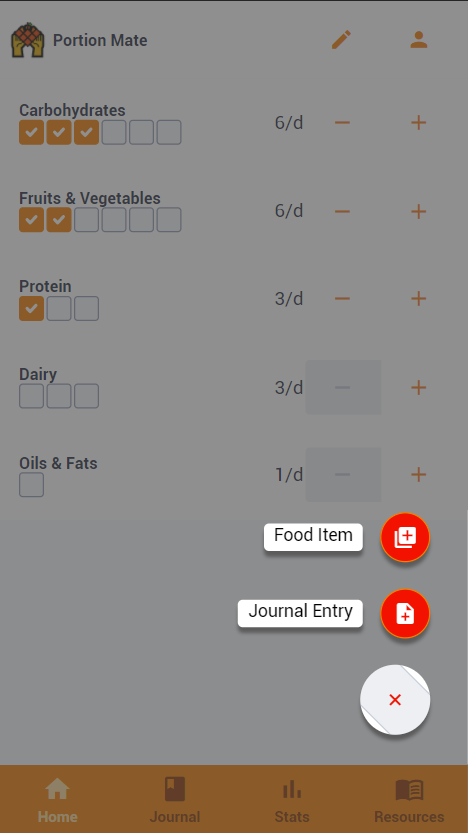 Portion Mate
Carbohydrates
6/d
Fruits & Vegetables
6/d
Protein
3/d
Dairy
3/d
Oils & Fats
1/d
Food Item
Journal Entry
Home
Journal
Stats
Resources